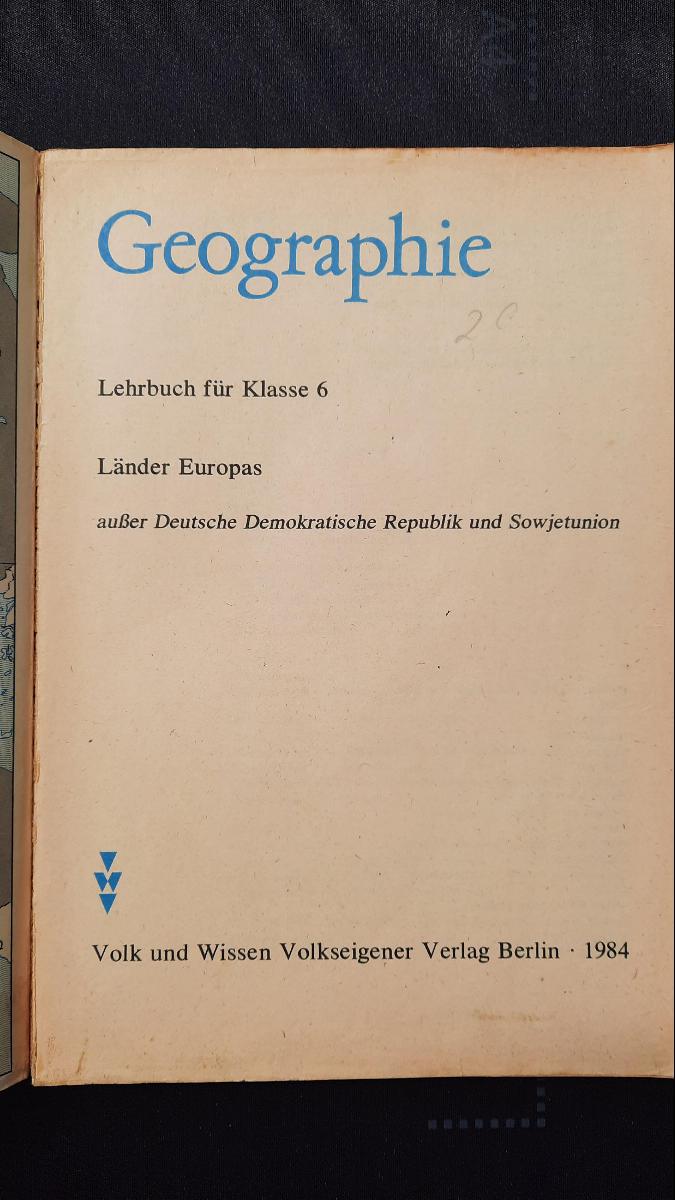 Geographie
Lehrbuch für Klasse 6
Länder Europas
außer Deutsche Demokratische Republik und Sowjetunion
Volk und Wissen Volkseigener Verlag Berlin · 1984